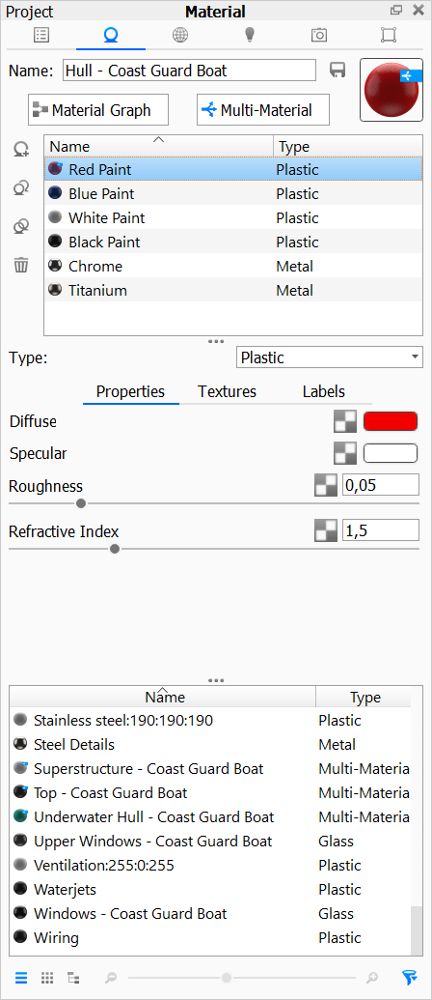 Project Material
Name: Hull - Coast Guard Boat
Material Graph Multi-Material
Name Type
Red Paint Plastic
Blue Paint Plastic
White Paint Plastic
Black Paint Plastic
Chrome Metal
Titanium Metal
Type: Plastic
Properties Textures Labels
Diffuse
Specular
Roughness 0,05
Refractive Index 1,5
Name Type
Stainless steel:190:190:190 Plastic
Steel Details Metal
Superstructure - Coast Guard Boat Multi-Materia
Top - Coast Guard Boat Multi-Materia
Underwater Hull - Coast Guard Boat Multi-Materia
Upper Windows - Coast Guard Boat Glass
Ventilation:255:0:255 Plastic
Waterjets Plastic
Windows - Coast Guard Boat Glass
Wiring Plastic